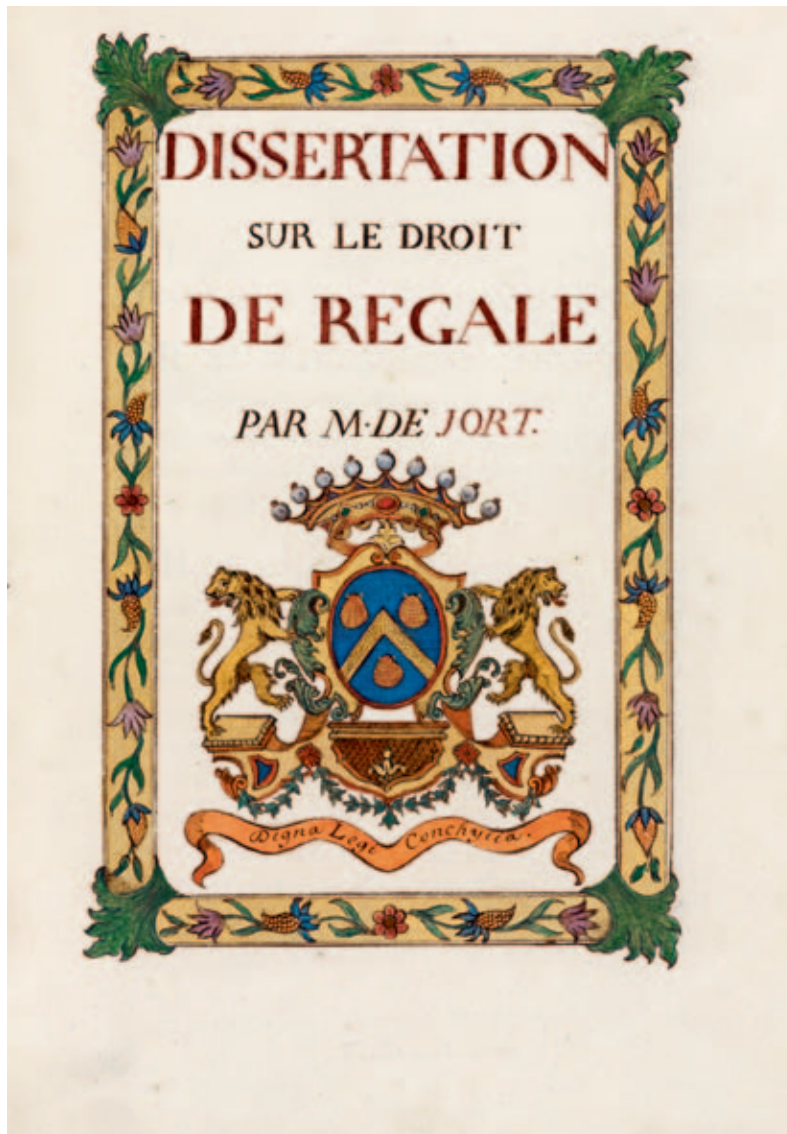 DISSERTATION
SUR LE DROIT
DE REGALE
PAR M. DE JORT.
Digna Legi Conchylia.